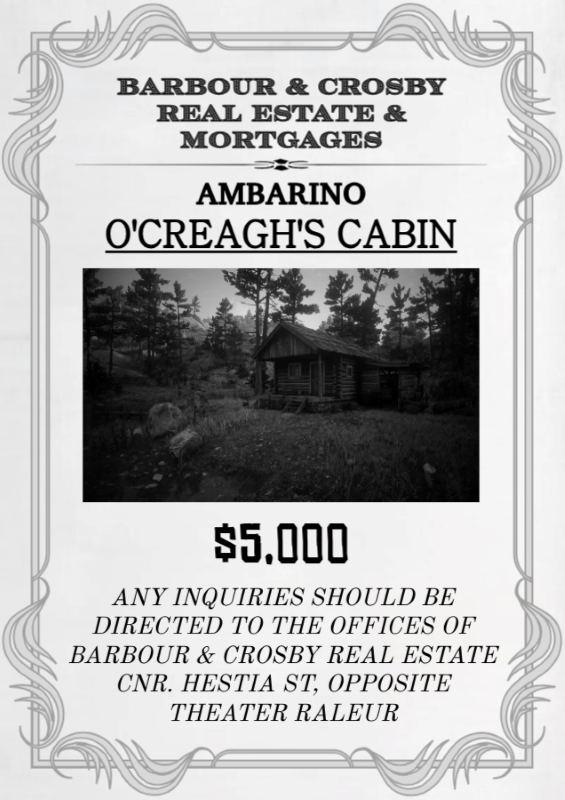 BARBOUR & CROSBY
REAL ESTATE &
MORTGAGES
AMBARINO
O'CREAGH'S CABIN
$5,000
ANY INQUIRIES SHOULD BE
DIRECTED TO THE OFFICES OF
BARBOUR & CROSBY REAL ESTATE
CNR. HESTIA ST, OPPOSITE
THEATER RALEUR